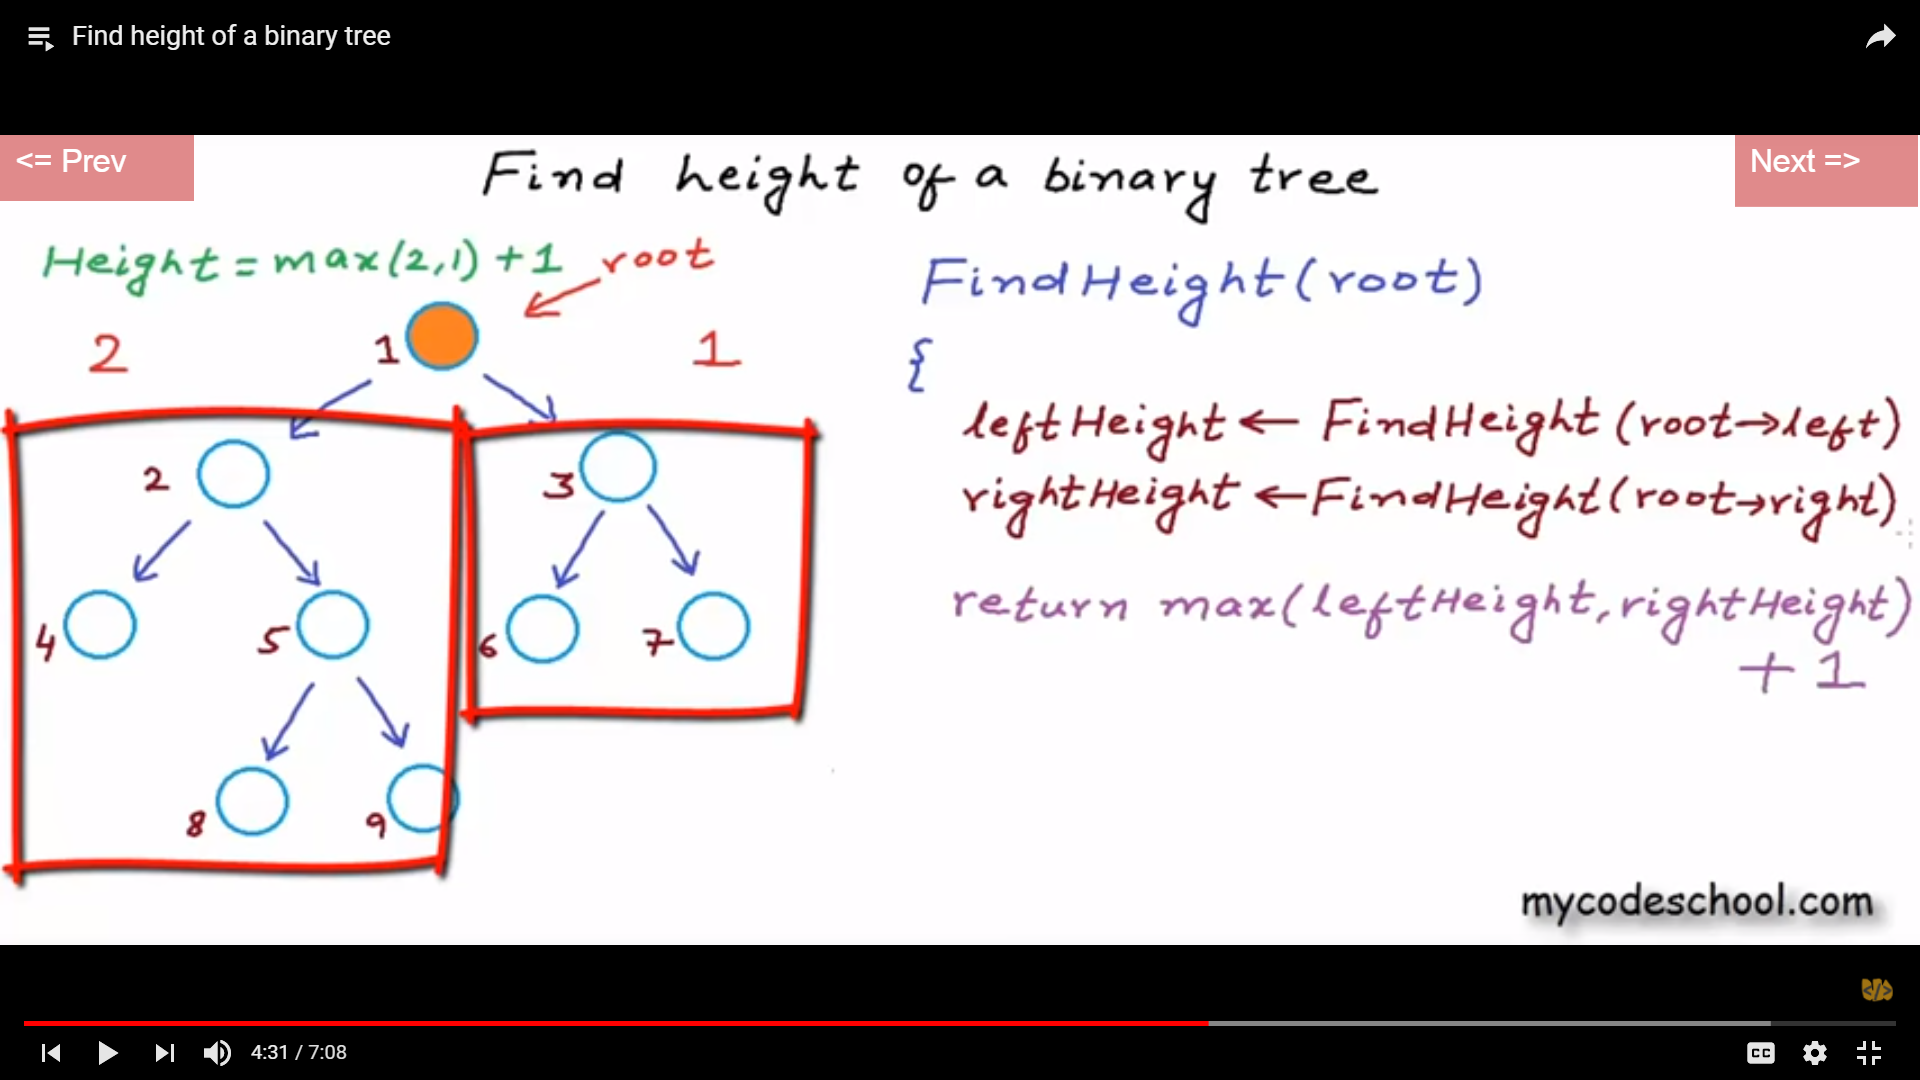 Find height of a binary tree
<= Prev
Next =>
Find height of a binary tree
Height = max(2,1) +1
root
2
1
1
2
3
4
5
6
7
8
9
FindHeight(root)
{
leftHeight ← FindHeight(root→left)
rightHeight ← FindHeight(root→right)
return max(leftHeight, rightHeight)
+1
mycodeschool.com
</>
4:31 / 7:08
CC